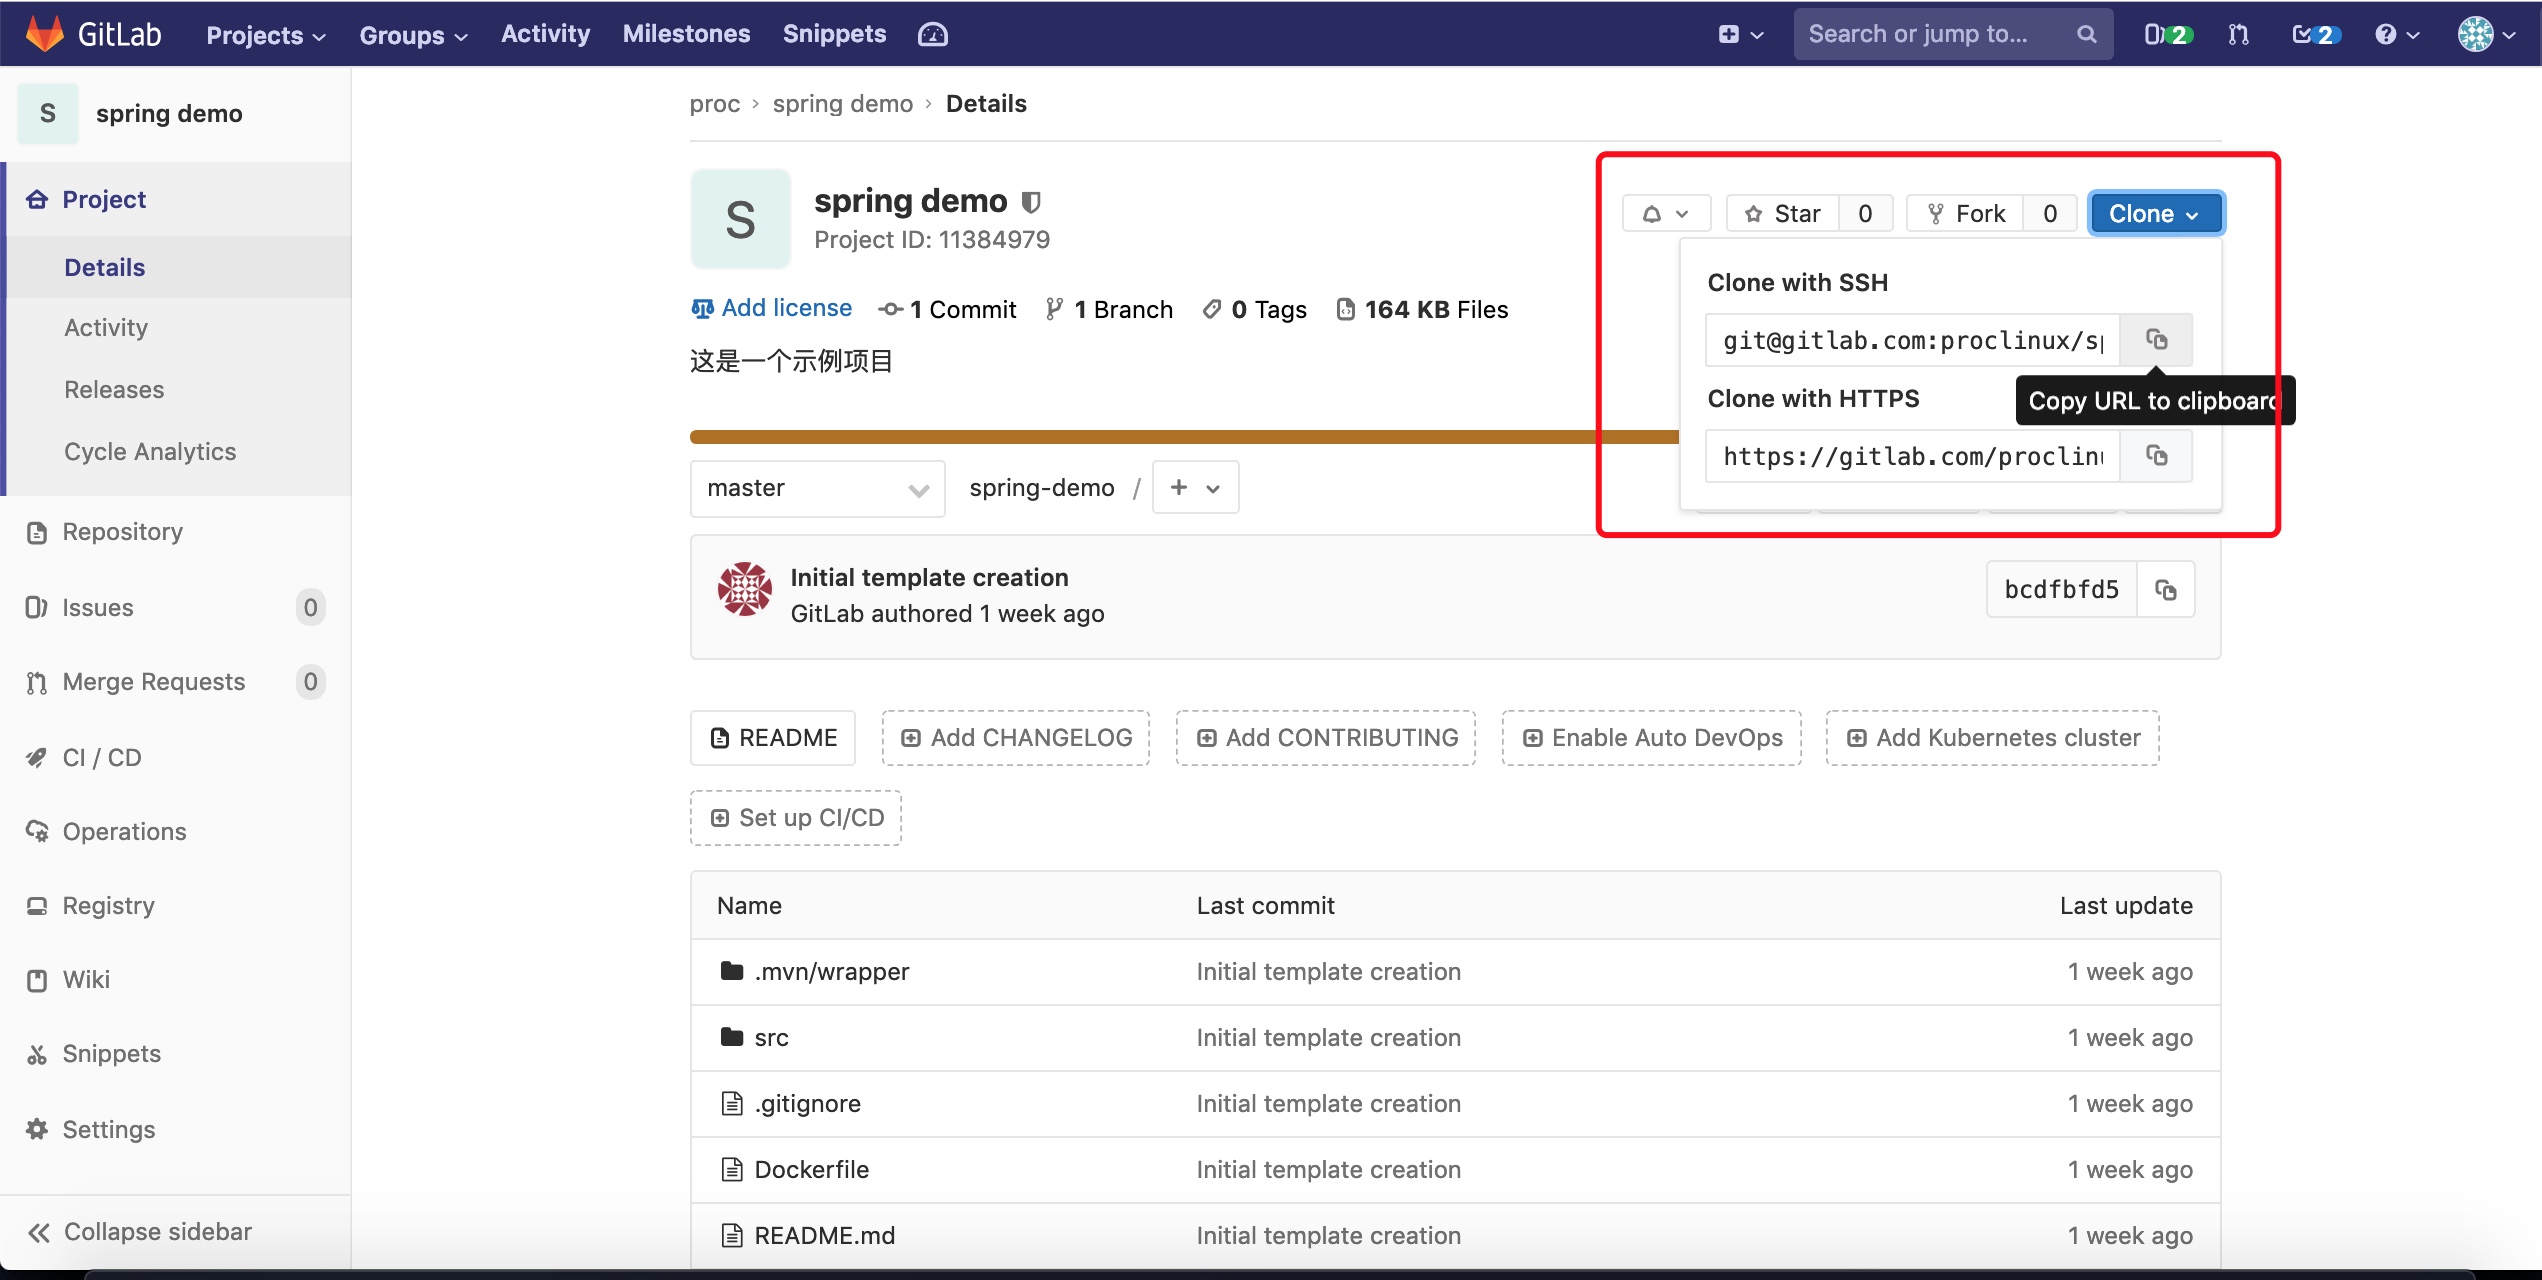 GitLab Projects Groups Activity Milestones Snippets Search or jump to... 2 2
S spring demo
Project
Details
Activity
Releases
Cycle Analytics
Repository
Issues 0
Merge Requests 0
CI / CD
Operations
Registry
Wiki
Snippets
Settings
Collapse sidebar
proc › spring demo › Details
S
spring demo
Project ID: 11384979
Star 0 Fork 0 Clone
Add license 1 Commit 1 Branch 0 Tags 164 KB Files
这是一个示例项目
Clone with SSH
git@gitlab.com:proclinux/sp
Copy URL to clipboard
Clone with HTTPS
https://gitlab.com/proclinu
master spring-demo / +
Initial template creation
GitLab authored 1 week ago
bcdfbfd5
README Add CHANGELOG Add CONTRIBUTING Enable Auto DevOps Add Kubernetes cluster
Set up CI/CD
Name Last commit Last update
.mvn/wrapper Initial template creation 1 week ago
src Initial template creation 1 week ago
.gitignore Initial template creation 1 week ago
Dockerfile Initial template creation 1 week ago
README.md Initial template creation 1 week ago